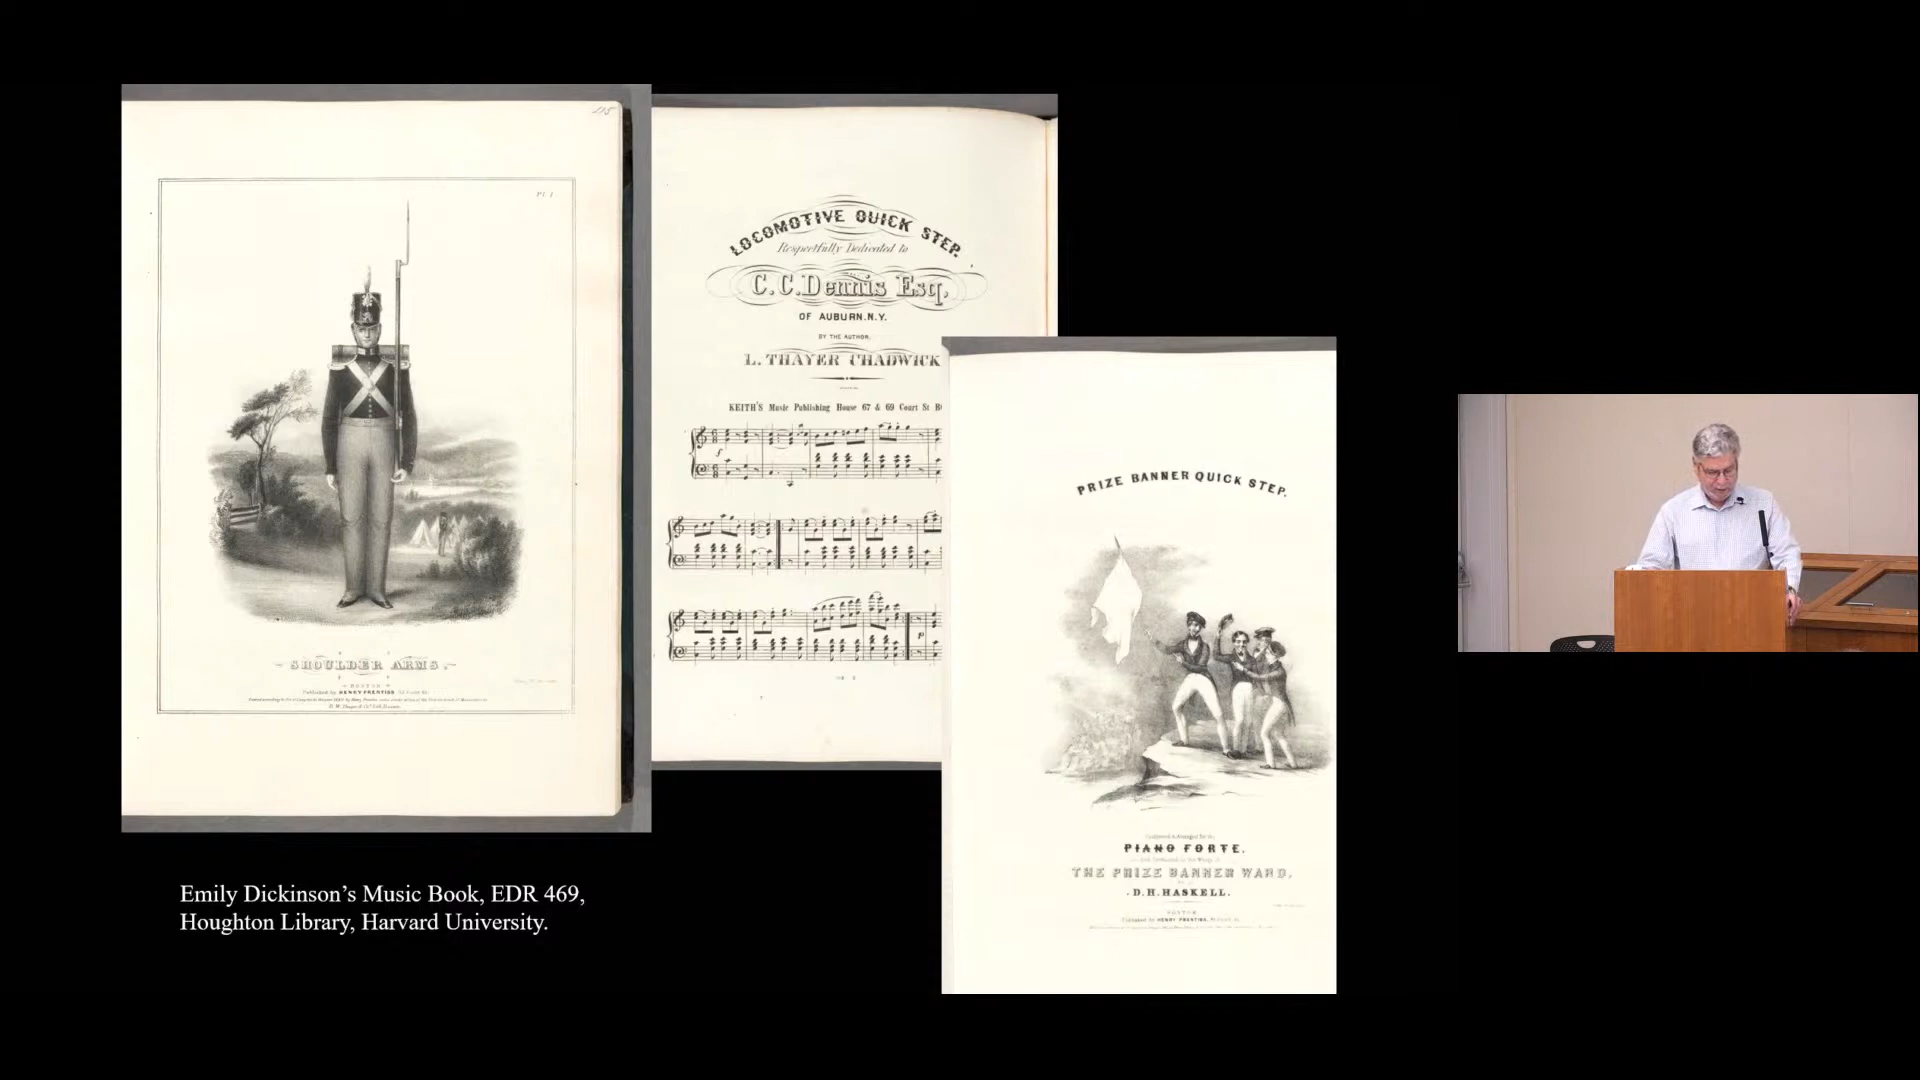 115
Pl. 1
SHOULDER ARMS.
BOSTON
Published by HENRY PRENTISS
LOCOMOTIVE QUICK STEP.
Respectfully Dedicated to
C.C.Dennis Esq.
OF AUBURN. N.Y.
BY THE AUTHOR.
L. THAYER CHADWICK
KEITH'S Music Publishing House 67 & 69 Court St
PRIZE BANNER QUICK STEP.
PIANO FORTE.
THE PRIZE BANNER WARD,
D.H.HASKELL.
BOSTON
Published by HENRY PRENTISS,
Emily Dickinson's Music Book, EDR 469,
Houghton Library, Harvard University.